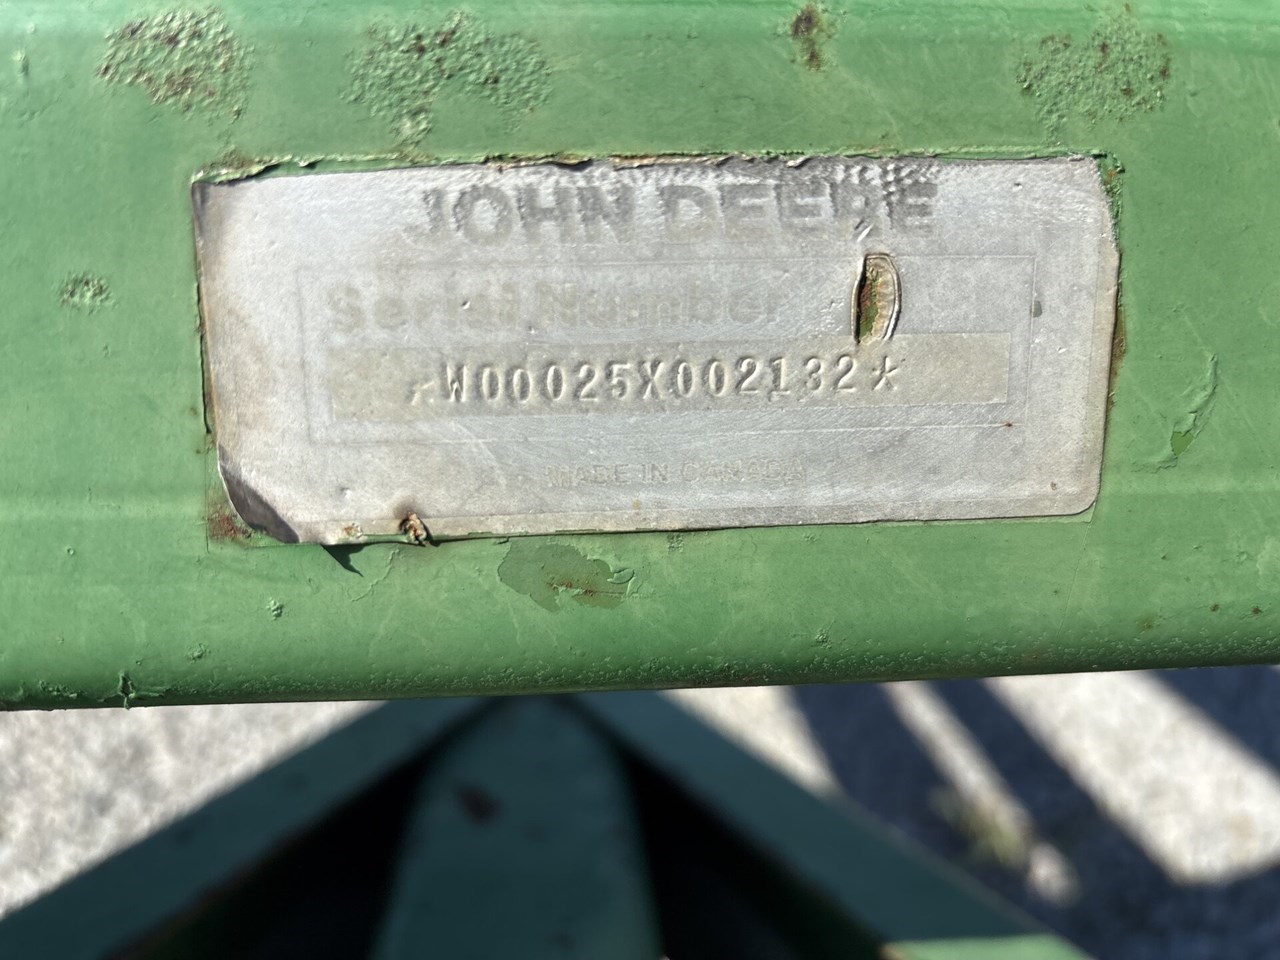 JOHN DEERE
Serial Number
*W00025X002132*
MADE IN CANADA